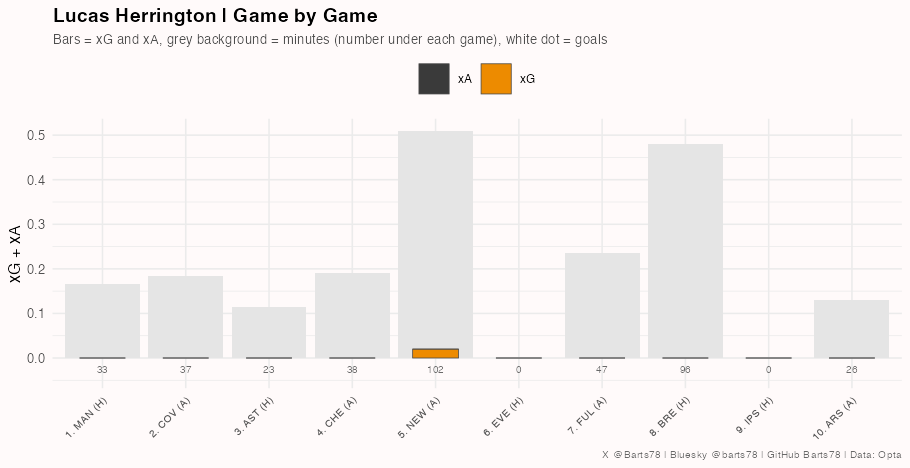 Lucas Herrington | Game by Game
Bars = xG and xA, grey background = minutes (number under each game), white dot = goals
xA xG
xG + xA
0.5
0.4
0.3
0.2
0.1
0.0
33 37 23 38 102 0 47 96 0 26
1. MAN (H) 2. COV (A) 3. AST (H) 4. CHE (A) 5. NEW (A) 6. EVE (H) 7. FUL (A) 8. BRE (H) 9. IPS (H) 10. ARS (A)
X @Barts78 | Bluesky @barts78 | GitHub Barts78 | Data: Opta